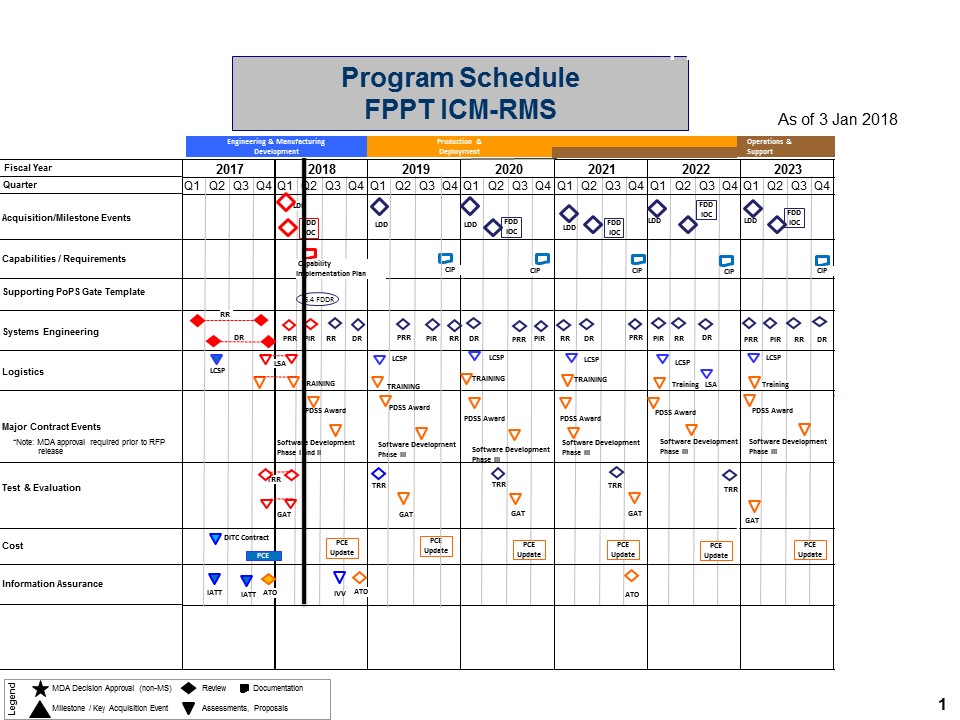 Program Schedule
FPPT ICM-RMS
As of 3 Jan 2018
Engineering & Manufacturing
Development
Production &
Deployment
Operations &
Support
Fiscal Year
2017 2018 2019 2020 2021 2022 2023
Quarter
Q1 Q2 Q3 Q4 Q1 Q2 Q3 Q4 Q1 Q2 Q3 Q4 Q1 Q2 Q3 Q4 Q1 Q2 Q3 Q4 Q1 Q2 Q3 Q4 Q1 Q2 Q3 Q4
Acquisition/Milestone Events
LDD LDD LDD LDD LDD LDD
FDD FDD FDD FDD FDD
IOC IOC IOC IOC IOC
Capabilities / Requirements
Capability
Implementation Plan
CIP CIP CIP CIP CIP
Supporting PoPS Gate Template
6.4 FDDR
Systems Engineering
RR
DR
PRR PIR RR DR PRR PIR RR DR PRR PIR RR DR PRR PIR RR DR PRR PIR RR DR
Logistics
LCSP LSA LCSP LCSP LCSP LCSP LCSP
TRAINING TRAINING TRAINING TRAINING Training LSA Training
Major Contract Events
*Note: MDA approval required prior to RFP
release
PDSS Award PDSS Award PDSS Award PDSS Award PDSS Award PDSS Award
Software Development
Phase I and II
Software Developmnent
Phase III
Software Development
Phase III
Software Development
Phase III
Software Development
Phase III
Software Development
Phase III
Test & Evaluation
TRR TRR TRR TRR TRR
GAT GAT GAT GAT GAT
Cost
DITC Contract
PCE
PCE
Update
PCE
Update
PCE
Update
PCE
Update
PCE
Update
PCE
Update
Information Assurance
IATT IATT ATO IVV ATO ATO
Legend
MDA Decision Approval (non-MS) Review Documentation
Milestone / Key Acquisition Event Assessments, Proposals
1